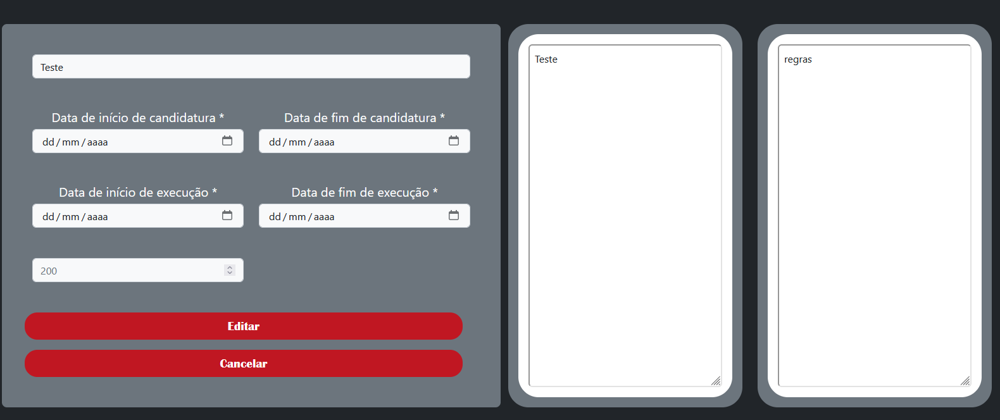 Teste
Data de início de candidatura *
Data de fim de candidatura *
dd/mm/aaaa
dd/mm/aaaa
Data de início de execução *
Data de fim de execução *
dd/mm/aaaa
dd/mm/aaaa
200
Editar
Cancelar
Teste
regras